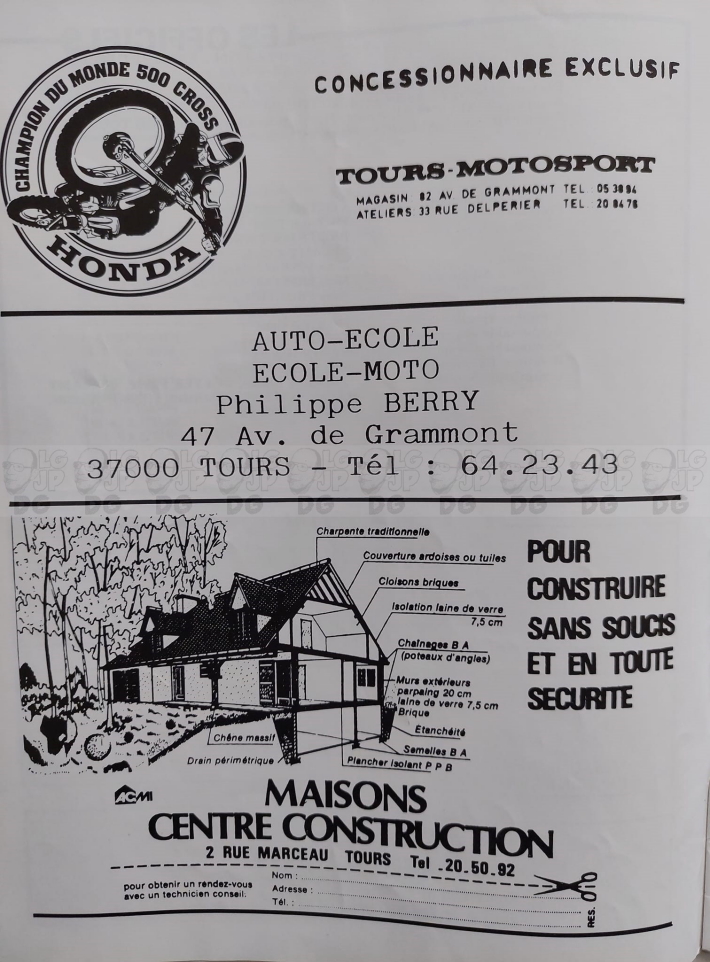 CHAMPION DU MONDE 500 CROSS
HONDA
CONCESSIONNAIRE EXCLUSIF
TOURS-MOTOSPORT
MAGASIN 82 AV DE GRAMMONT TEL 05 38 94
ATELIERS 33 RUE DELPERIER TEL 20 84 78
AUTO-ECOLE
ECOLE-MOTO
Philippe BERRY
47 Av. de Grammont
37000 TOURS - Tél : 64.23.43
Charpente traditionnelle
Couverture ardoises ou tuiles
Cloisons briques
Isolation laine de verre
7,5 cm
Chaînages B A
(poteaux d'angles)
Murs extérieurs
parpaing 20 cm
laine de verre 7,5 cm
Brique
Etanchéité
Semelles B A
Plancher isolant P P B
Chêne massif
Drain périmétrique
POUR
CONSTRUIRE
SANS SOUCIS
ET EN TOUTE
SECURITE
ACMI
MAISONS
CENTRE CONSTRUCTION
2 RUE MARCEAU TOURS Tel .20.50.92
pour obtenir un rendez-vous
avec un technicien conseil:
Nom :
Adresse :
Tél. :
RES.
LG JP DG